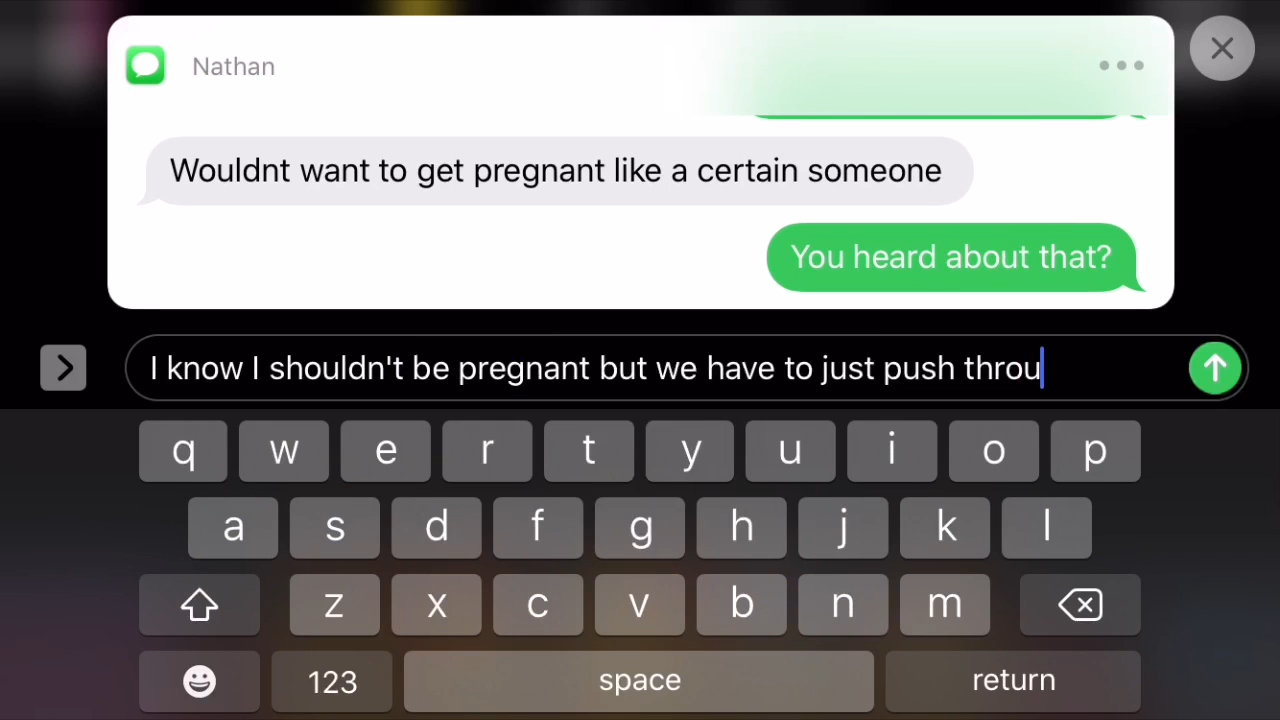 Nathan
Wouldnt want to get pregnant like a certain someone
You heard about that?
I know I shouldn't be pregnant but we have to just push throu
q w e r t y u i o p
a s d f g h j k l
z x c v b n m
123 space return